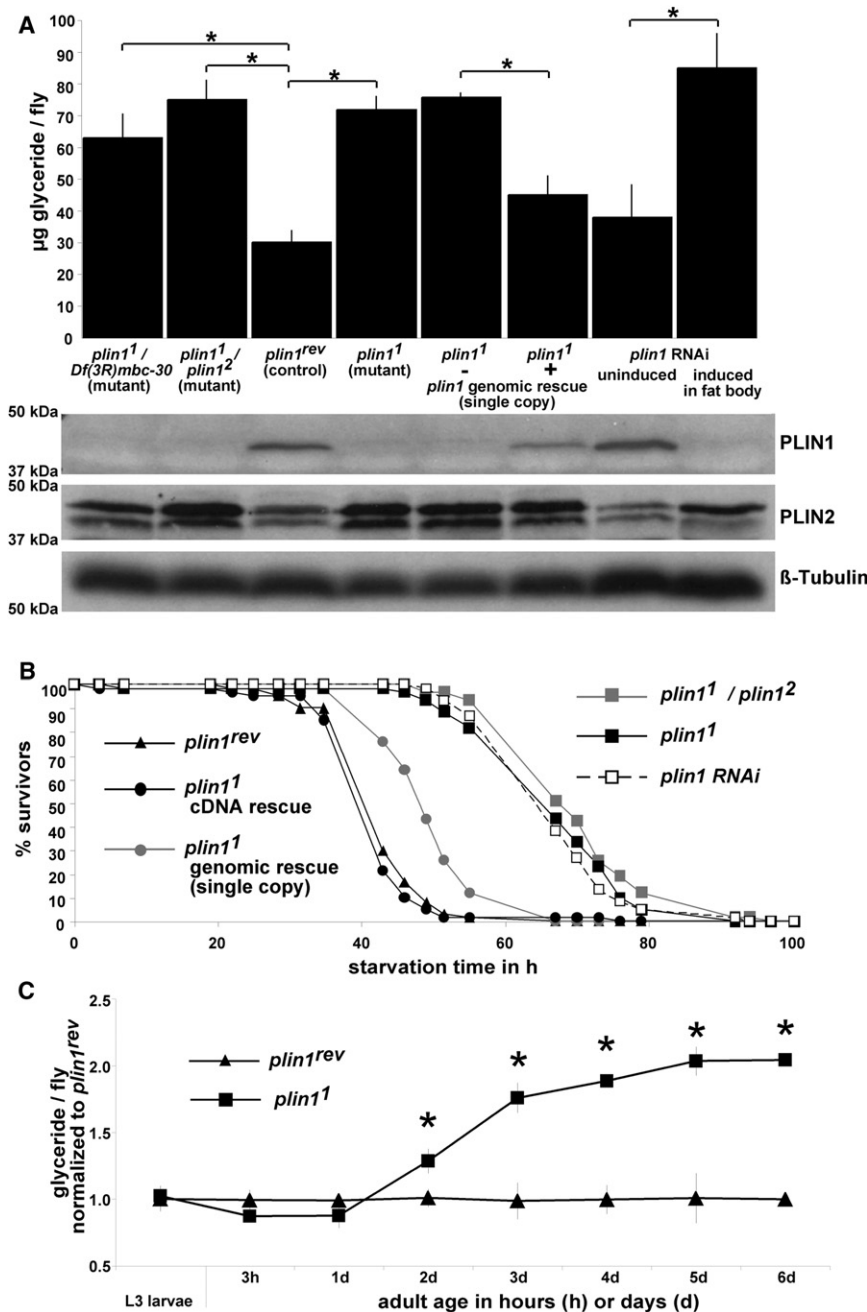 A
100
90
80
70
60
50
40
30
20
10
0
µg glyceride / fly
*
*
*
*
*
plin1¹ / Df(3R)mbc-30 (mutant)
plin1¹ / plin1² (mutant)
plin1rev (control)
plin1¹ (mutant)
plin1¹ -
plin1¹ +
plin1 genomic rescue (single copy)
plin1 RNAi
uninduced
induced in fat body
50 kDa
37 kDa
PLIN1
50 kDa
37 kDa
PLIN2
50 kDa
ß-Tubulin
B
% survivors
100
90
80
70
60
50
40
30
20
10
0
plin1rev
plin1¹
cDNA rescue
plin1¹
genomic rescue
(single copy)
plin1¹ / plin1²
plin1¹
plin1 RNAi
0 20 40 60 80 100
starvation time in h
C
glyceride / fly
normalized to plin1rev
2.5
2.0
1.5
1.0
0.5
plin1rev
plin1¹
* * * * *
L3 larvae
3h 1d 2d 3d 4d 5d 6d
adult age in hours (h) or days (d)